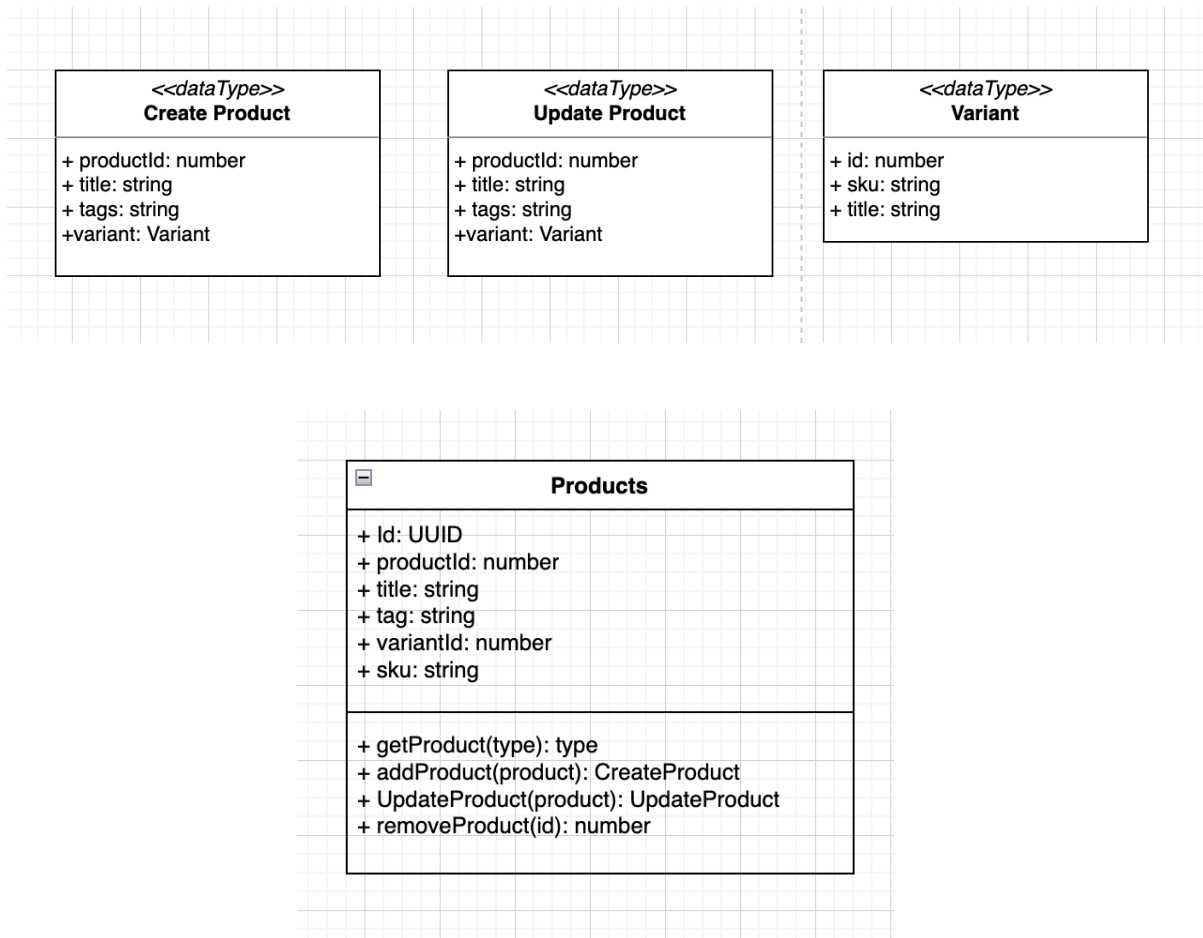 <<dataType>>
Create Product
+ productId: number
+ title: string
+ tags: string
+variant: Variant
<<dataType>>
Update Product
+ productId: number
+ title: string
+ tags: string
+variant: Variant
<<dataType>>
Variant
+ id: number
+ sku: string
+ title: string
Products
+ Id: UUID
+ productId: number
+ title: string
+ tag: string
+ variantId: number
+ sku: string
+ getProduct(type): type
+ addProduct(product): CreateProduct
+ UpdateProduct(product): UpdateProduct
+ removeProduct(id): number